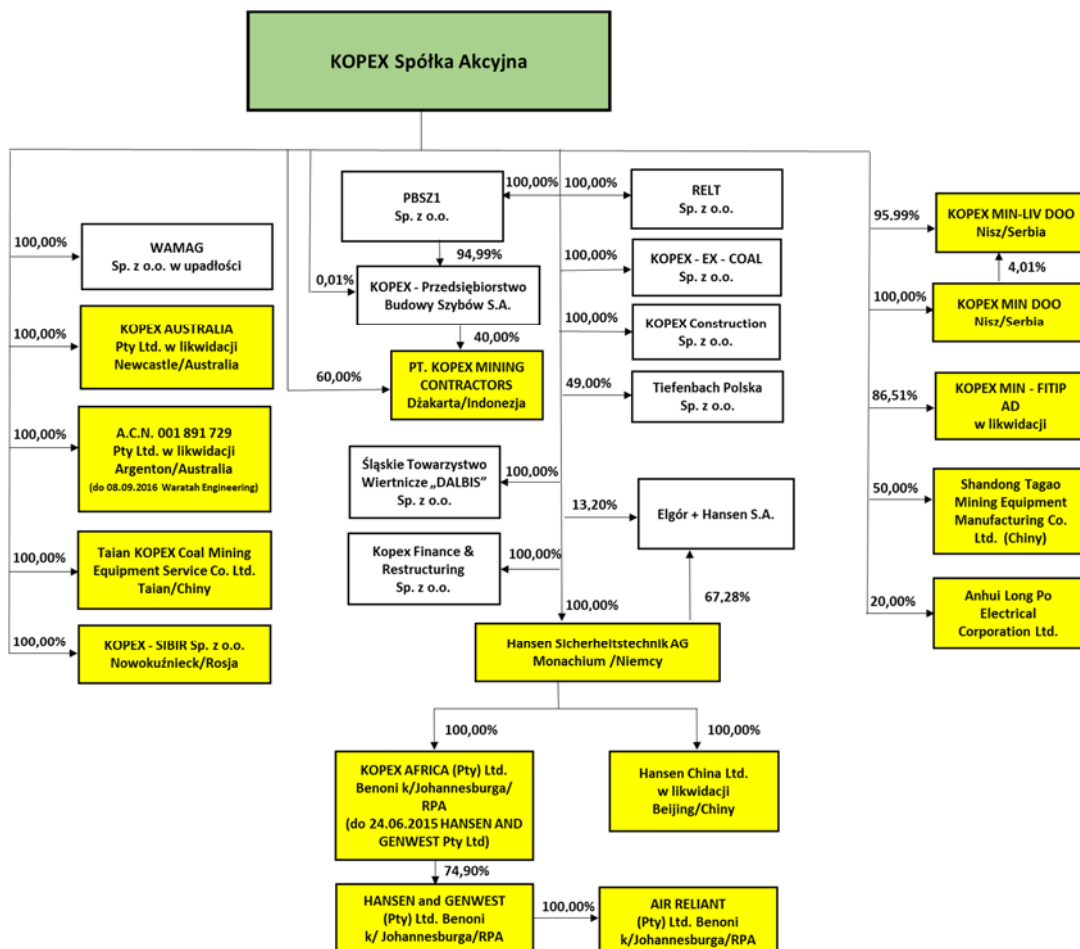 KOPEX Spółka Akcyjna
100,00%
WAMAG
Sp. z o.o. w upadłości
100,00%
KOPEX AUSTRALIA
Pty Ltd. w likwidacji
Newcastle/Australia
100,00%
A.C.N. 001 891 729
Pty Ltd. w likwidacji
Argenton/Australia
(do 08.09.2016 Waratah Engineering)
100,00%
Taian KOPEX Coal Mining
Equipment Service Co. Ltd.
Taian/Chiny
100,00%
KOPEX - SIBIR Sp. z o.o.
Nowokuźnieck/Rosja
PBSZ1
Sp. z o.o.
100,00%
94,99%
0,01%
KOPEX - Przedsiębiorstwo
Budowy Szybów S.A.
40,00%
60,00%
PT. KOPEX MINING
CONTRACTORS
Dżakarta/Indonezja
Śląskie Towarzystwo
Wiertnicze „DALBIS”
Sp. z o.o.
100,00%
Kopex Finance &
Restructuring
Sp. z o.o.
100,00%
100,00%
RELT
Sp. z o.o.
100,00%
KOPEX - EX - COAL
Sp. z o.o.
100,00%
KOPEX Construction
Sp. z o.o.
49,00%
Tiefenbach Polska
Sp. z o.o.
13,20%
Elgór + Hansen S.A.
67,28%
100,00%
Hansen Sicherheitstechnik AG
Monachium /Niemcy
95,99%
KOPEX MIN-LIV DOO
Nisz/Serbia
4,01%
100,00%
KOPEX MIN DOO
Nisz/Serbia
86,51%
KOPEX MIN - FITIP
AD
w likwidacji
50,00%
Shandong Tagao
Mining Equipment
Manufacturing Co.
Ltd. (Chiny)
20,00%
Anhui Long Po
Electrical
Corporation Ltd.
100,00%
KOPEX AFRICA (Pty) Ltd.
Benoni k/Johannesburga/
RPA
(do 24.06.2015 HANSEN AND
GENWEST Pty Ltd)
100,00%
Hansen China Ltd.
w likwidacji
Beijing/Chiny
74,90%
HANSEN and GENWEST
(Pty) Ltd. Benoni
k/ Johannesburga/RPA
100,00%
AIR RELIANT
(Pty) Ltd. Benoni
k/Johannesburga/RPA